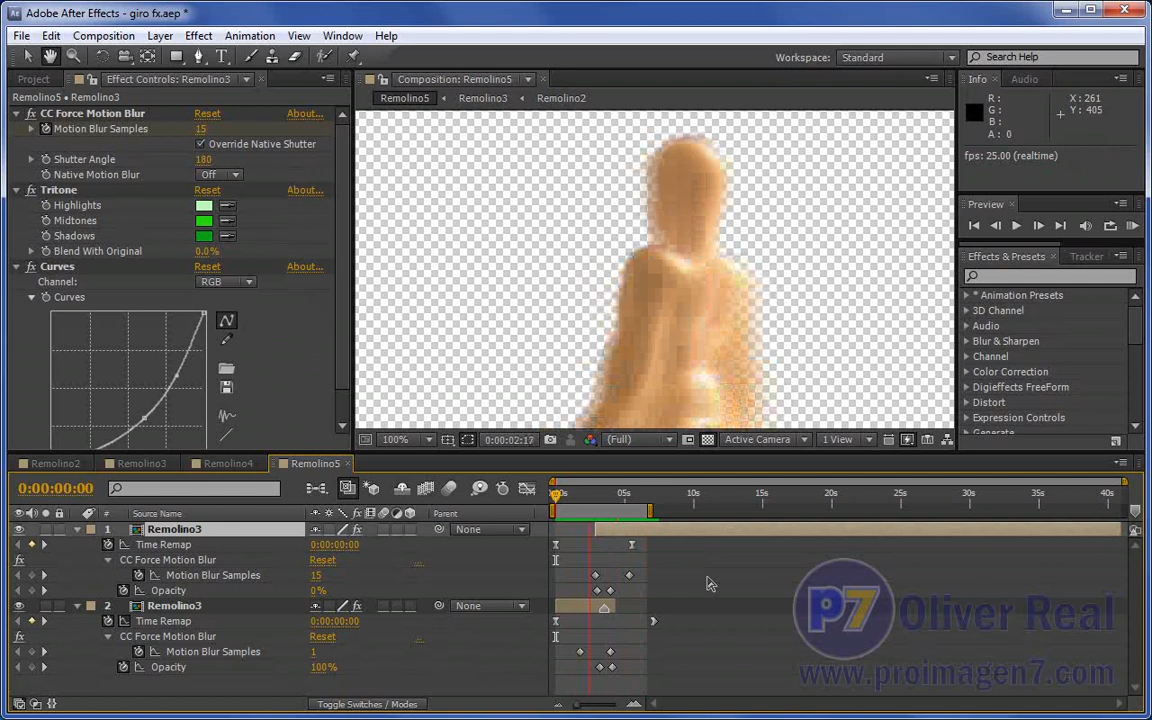 Adobe After Effects - giro fx.aep *
File Edit Composition Layer Effect Animation View Window Help
Workspace: Standard Search Help
Project Effect Controls: Remolino3 Composition: Remolino5 Info Audio
Remolino5 • Remolino3
Remolino5 Remolino3 Remolino2
fx CC Force Motion Blur Reset About...
Motion Blur Samples 15
Override Native Shutter
Shutter Angle 180
Native Motion Blur Off
fx Tritone Reset About...
Highlights
Midtones
Shadows
Blend With Original 0.0%
fx Curves Reset About...
Channel: RGB
Curves
R:
G:
B:
A: 0
X: 261
Y: 405
fps: 25.00 (realtime)
Preview
Effects & Presets Tracker
* Animation Presets
3D Channel
Audio
Blur & Sharpen
Channel
Color Correction
Digieffects FreeForm
Distort
Expression Controls
Generate
100% 0:00:02:17 (Full) Active Camera 1 View
Remolino2 Remolino3 Remolino4 Remolino5
0:00:00:00
05s 10s 15s 20s 25s 30s 35s 40s
# Source Name Parent
1 Remolino3 None
Time Remap 0:00:00:00
CC Force Motion Blur Reset ...
Motion Blur Samples 15
Opacity 0%
2 Remolino3 None
Time Remap 0:00:00:00
CC Force Motion Blur Reset ...
Motion Blur Samples 1
Opacity 100%
Toggle Switches / Modes
P7 Oliver Real
www.proimagen7.com